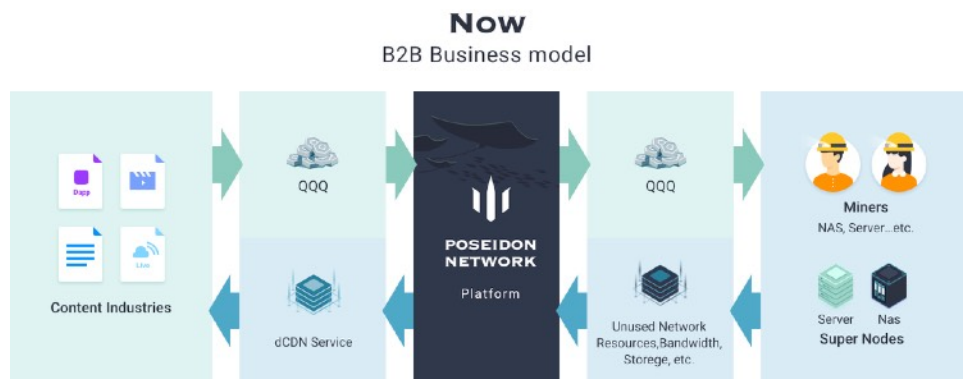 Now
B2B Business model
Dapp
Live
Content Industries
QQQ
dCDN Service
POSEIDON
NETWORK
Platform
QQQ
Unused Network
Resources,Bandwidth,
Storege, etc.
Miners
NAS, Server...etc.
Server
Nas
Super Nodes